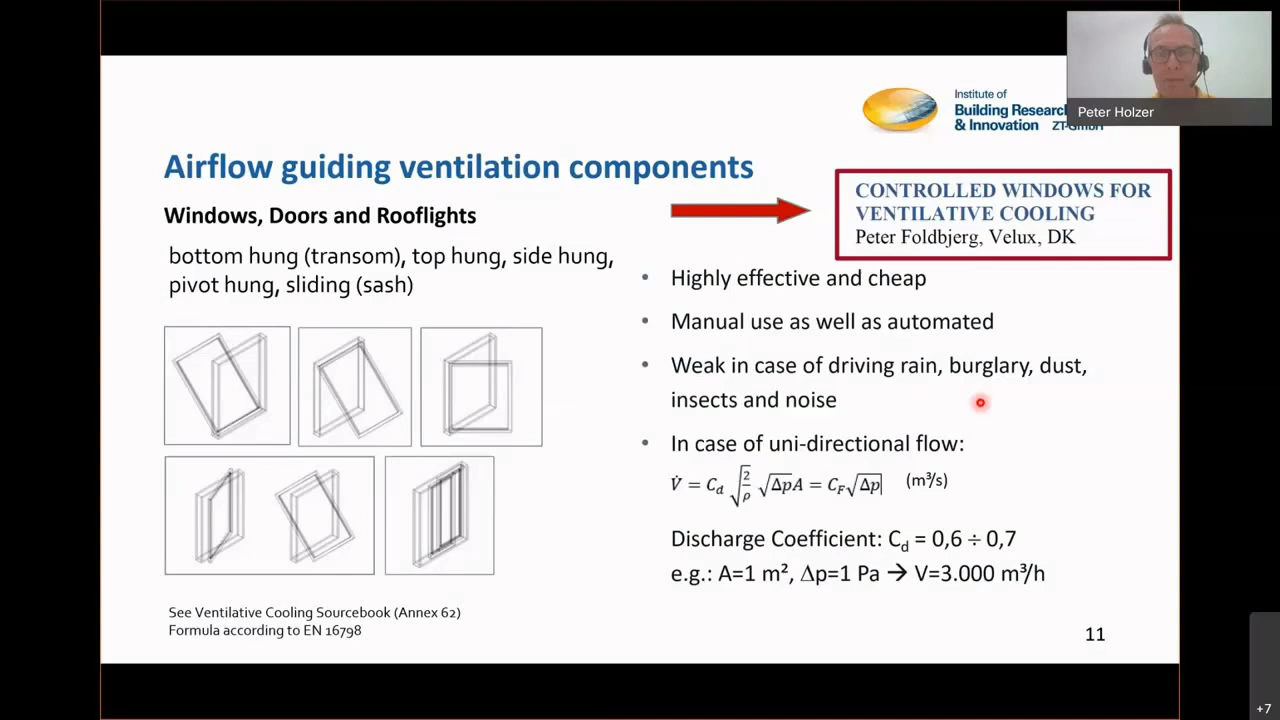 Institute of
Building Research
& Innovation ZT-GmbH
Peter Holzer
Airflow guiding ventilation components
Windows, Doors and Rooflights
bottom hung (transom), top hung, side hung,
pivot hung, sliding (sash)
CONTROLLED WINDOWS FOR
VENTILATIVE COOLING
Peter Foldbjerg, Velux, DK
• Highly effective and cheap
• Manual use as well as automated
• Weak in case of driving rain, burglary, dust,
insects and noise
• In case of uni-directional flow:
V̇ = C_d √(2/ρ) √Δp A = C_F √|Δp| (m³/s)
Discharge Coefficient: C_d = 0,6 ÷ 0,7
e.g.: A=1 m², Δp=1 Pa → V=3.000 m³/h
See Ventilative Cooling Sourcebook (Annex 62)
Formula according to EN 16798
11
+7